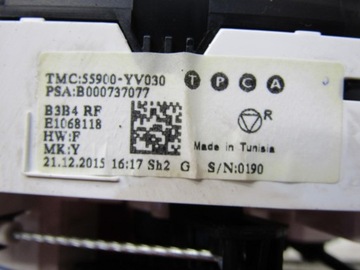 TMC:55900-YV030
T P C A
PSA:B000737077
B3B4 RF
E1068118
R
HW:F
MK:Y
Made in Tunisia
21.12.2015 16:17 Sh2 G S/N:0190